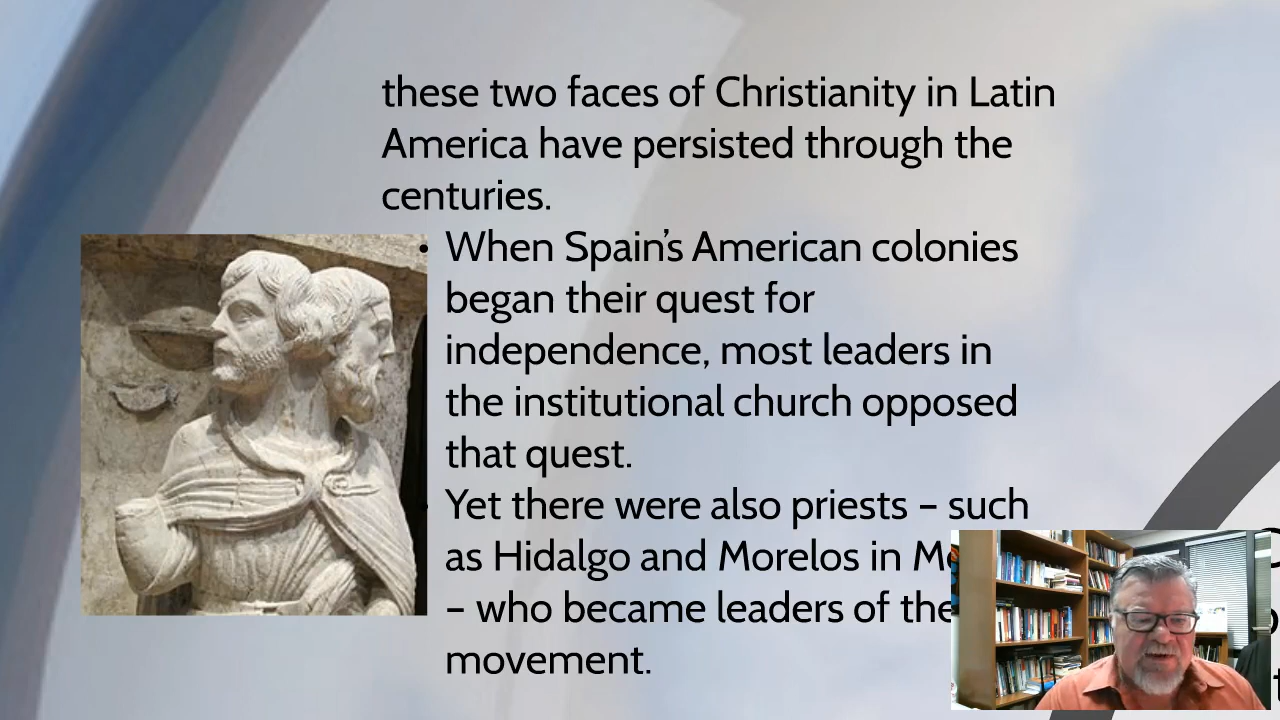 these two faces of Christianity in Latin
America have persisted through the
centuries.
• When Spain's American colonies
began their quest for
independence, most leaders in
the institutional church opposed
that quest.
• Yet there were also priests – such
as Hidalgo and Morelos in
– who became leaders of the
movement.